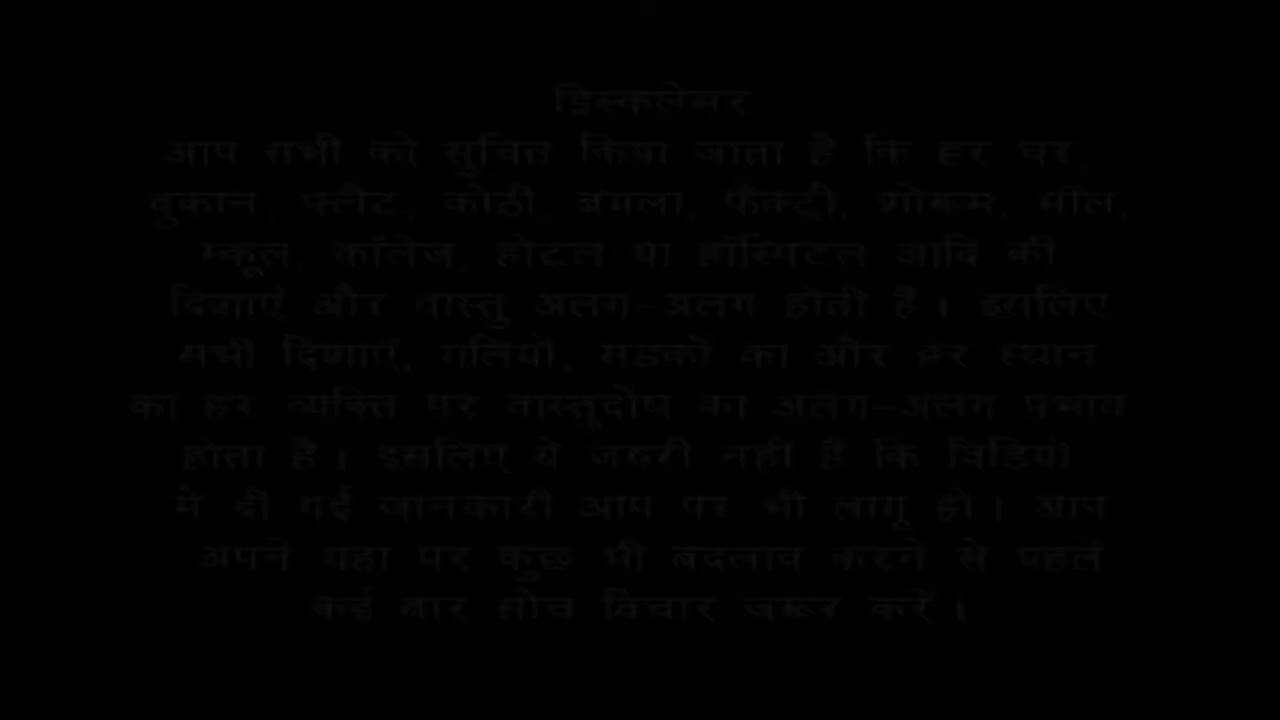 डिस्कलेमर
आप सभी को सुचित किया जाता है कि हर घर,
दुकान, फ्लैट, कोठी, बंगला, फैक्ट्री, शोरूम, मॉल,
स्कूल, कॉलेज, होटल या हॉस्पिटल आदि की
दिशाएँ और वास्तु अलग-अलग होती है। इसलिए
सभी दिशाएं, गलियों, सडकों का और हर स्थान
का हर व्यक्ति पर वास्तुदोष का अलग-अलग प्रभाव
होता है। इसलिए ये जरुरी नहीं है कि विडियो
मे दी गई जानकारी आप पर भी लागू हो। आप
अपने यहां पर कुछ भी बदलाव करने से पहले
कई बार सोच विचार जरूर करें।